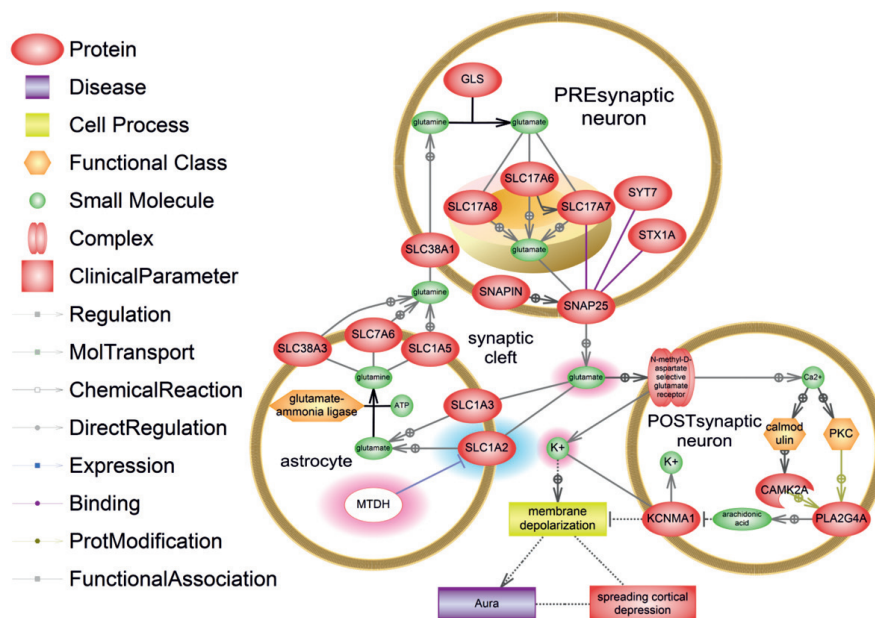 Protein
Disease
Cell Process
Functional Class
Small Molecule
Complex
ClinicalParameter
Regulation
MolTransport
ChemicalReaction
DirectRegulation
Expression
Binding
ProtModification
FunctionalAssociation
GLS
PREsynaptic
neuron
glutamine
glutamate
SLC17A6
SLC17A8
SLC17A7
SYT7
STX1A
glutamate
SLC38A1
SNAPIN
SNAP25
glutamine
synaptic
cleft
SLC38A3
SLC7A6
SLC1A5
glutamine
glutamate-
ammonia ligase
ATP
SLC1A3
glutamate
astrocyte
SLC1A2
MTDH
glutamate
N-methyl-D-
aspartate
selective
glutamate
receptor
Ca2+
POSTsynaptic
neuron
calmod
ulin
PKC
K+
K+
CAMK2A
KCNMA1
arachidonic
acid
PLA2G4A
membrane
depolarization
Aura
spreading cortical
depression